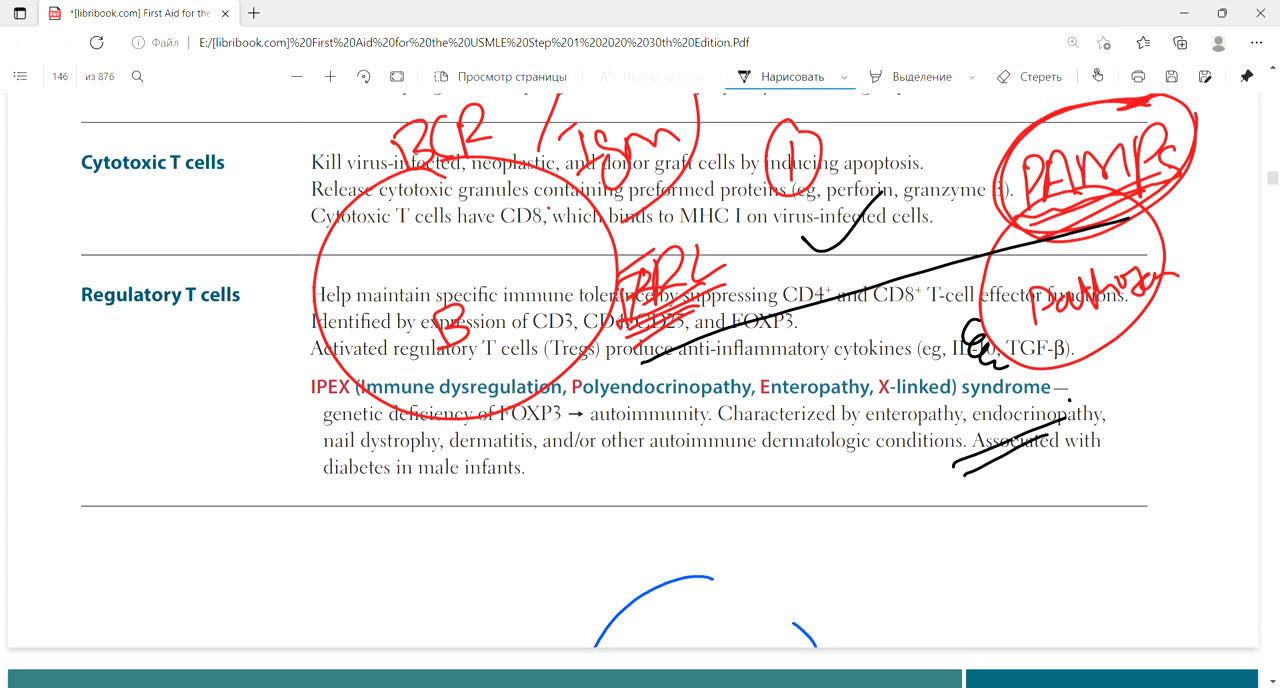 *[libribook.com] First Aid for the
Файл
E:/[libribook.com]%20First%20Aid%20for%20the%20USMLE%20Step%201%202020%2030th%20Edition.Pdf
146 из 876
Просмотр страницы
Нарисовать
Выделение
Стереть
BCR / Igm
1
PAMPs
Cytotoxic T cells
Kill virus-infected, neoplastic, and donor graft cells by inducing apoptosis.
Release cytotoxic granules containing preformed proteins (eg, perforin, granzyme B).
Cytotoxic T cells have CD8, which binds to MHC I on virus-infected cells.
Regulatory T cells
Help maintain specific immune tolerance by suppressing CD4+ and CD8+ T-cell effector functions.
Identified by expression of CD3, CD4, CD25, and FOXP3.
Activated regulatory T cells (Tregs) produce anti-inflammatory cytokines (eg, IL-10, TGF-β).
B
IPEX (Immune dysregulation, Polyendocrinopathy, Enteropathy, X-linked) syndrome—
genetic deficiency of FOXP3 → autoimmunity. Characterized by enteropathy, endocrinopathy,
nail dystrophy, dermatitis, and/or other autoimmune dermatologic conditions. Associated with
diabetes in male infants.